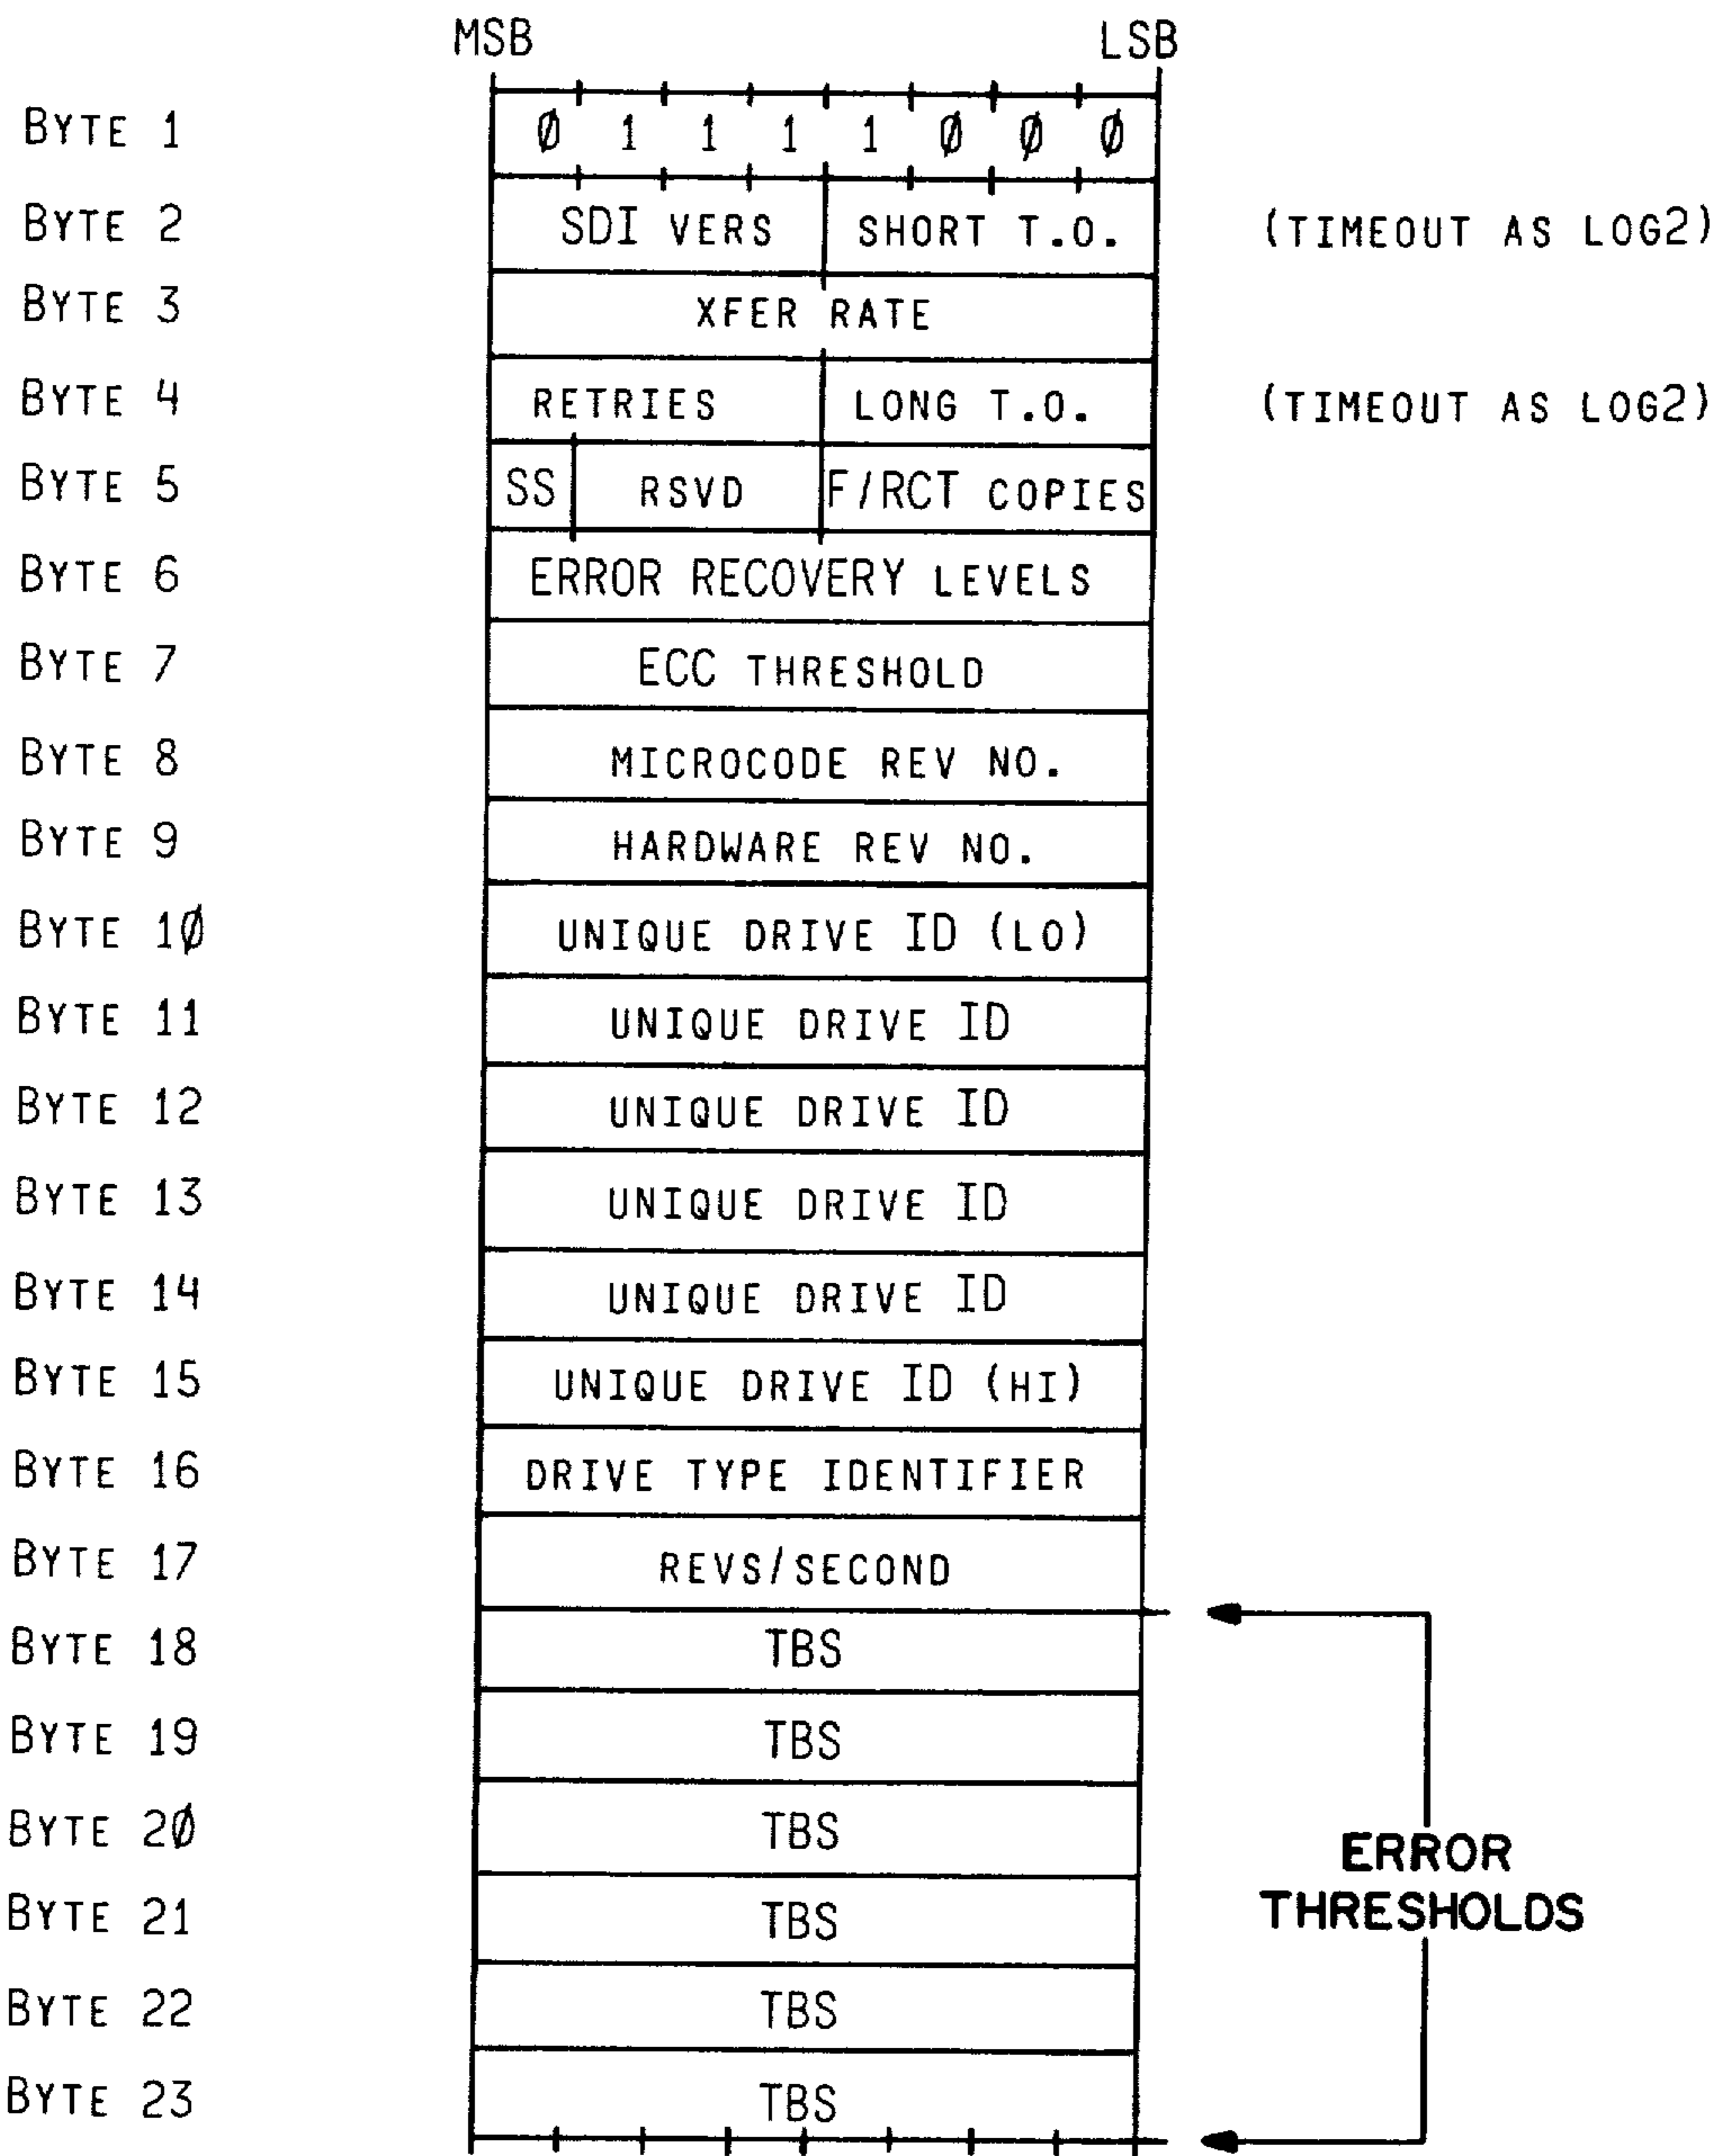 MSB LSB
BYTE 1 Ø 1 1 1 1 Ø Ø Ø
BYTE 2 SDI VERS SHORT T.O. (TIMEOUT AS LOG2)
BYTE 3 XFER RATE
BYTE 4 RETRIES LONG T.O. (TIMEOUT AS LOG2)
BYTE 5 SS RSVD F/RCT COPIES
BYTE 6 ERROR RECOVERY LEVELS
BYTE 7 ECC THRESHOLD
BYTE 8 MICROCODE REV NO.
BYTE 9 HARDWARE REV NO.
BYTE 1Ø UNIQUE DRIVE ID (LO)
BYTE 11 UNIQUE DRIVE ID
BYTE 12 UNIQUE DRIVE ID
BYTE 13 UNIQUE DRIVE ID
BYTE 14 UNIQUE DRIVE ID
BYTE 15 UNIQUE DRIVE ID (HI)
BYTE 16 DRIVE TYPE IDENTIFIER
BYTE 17 REVS/SECOND
BYTE 18 TBS
BYTE 19 TBS
BYTE 2Ø TBS
BYTE 21 TBS
BYTE 22 TBS
BYTE 23 TBS
ERROR
THRESHOLDS